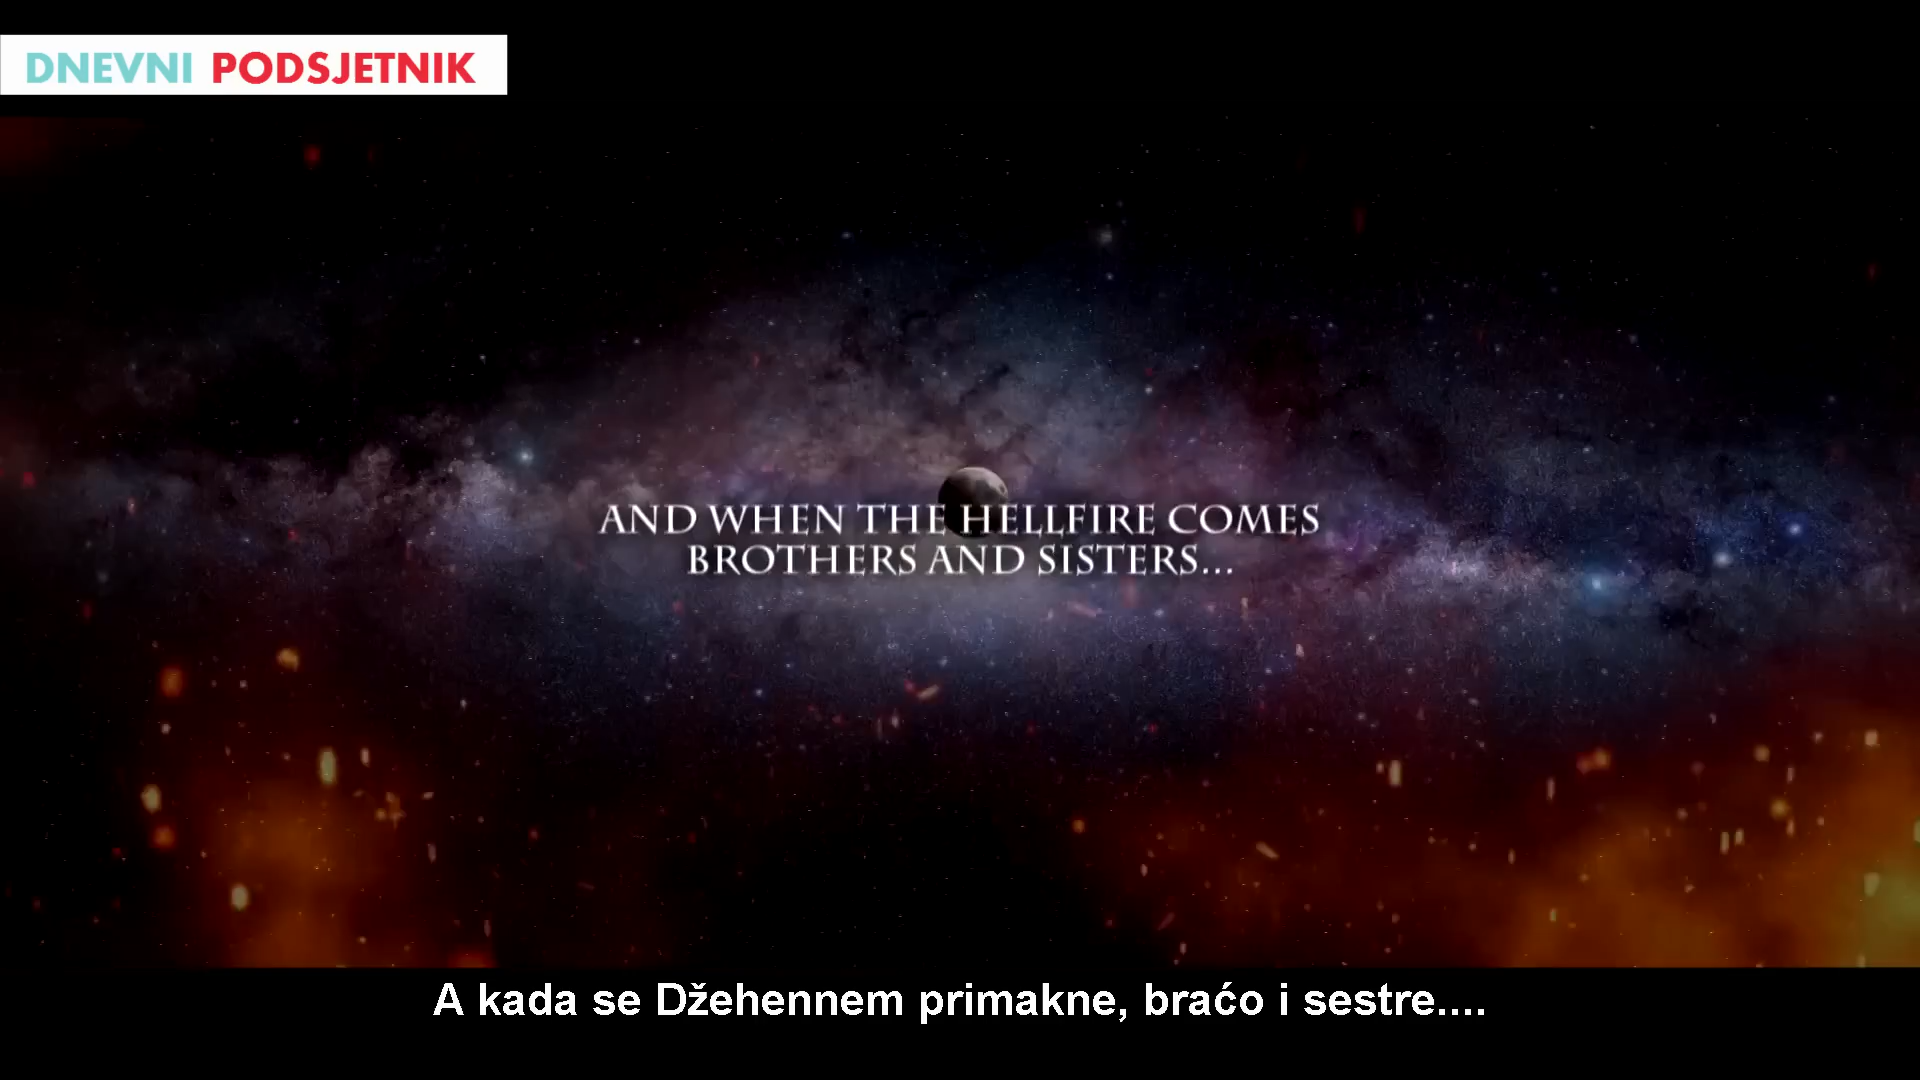 DNEVNI PODSJETNIK
AND WHEN THE HELLFIRE COMES
BROTHERS AND SISTERS...
A kada se Džehennem primakne, braćo i sestre....